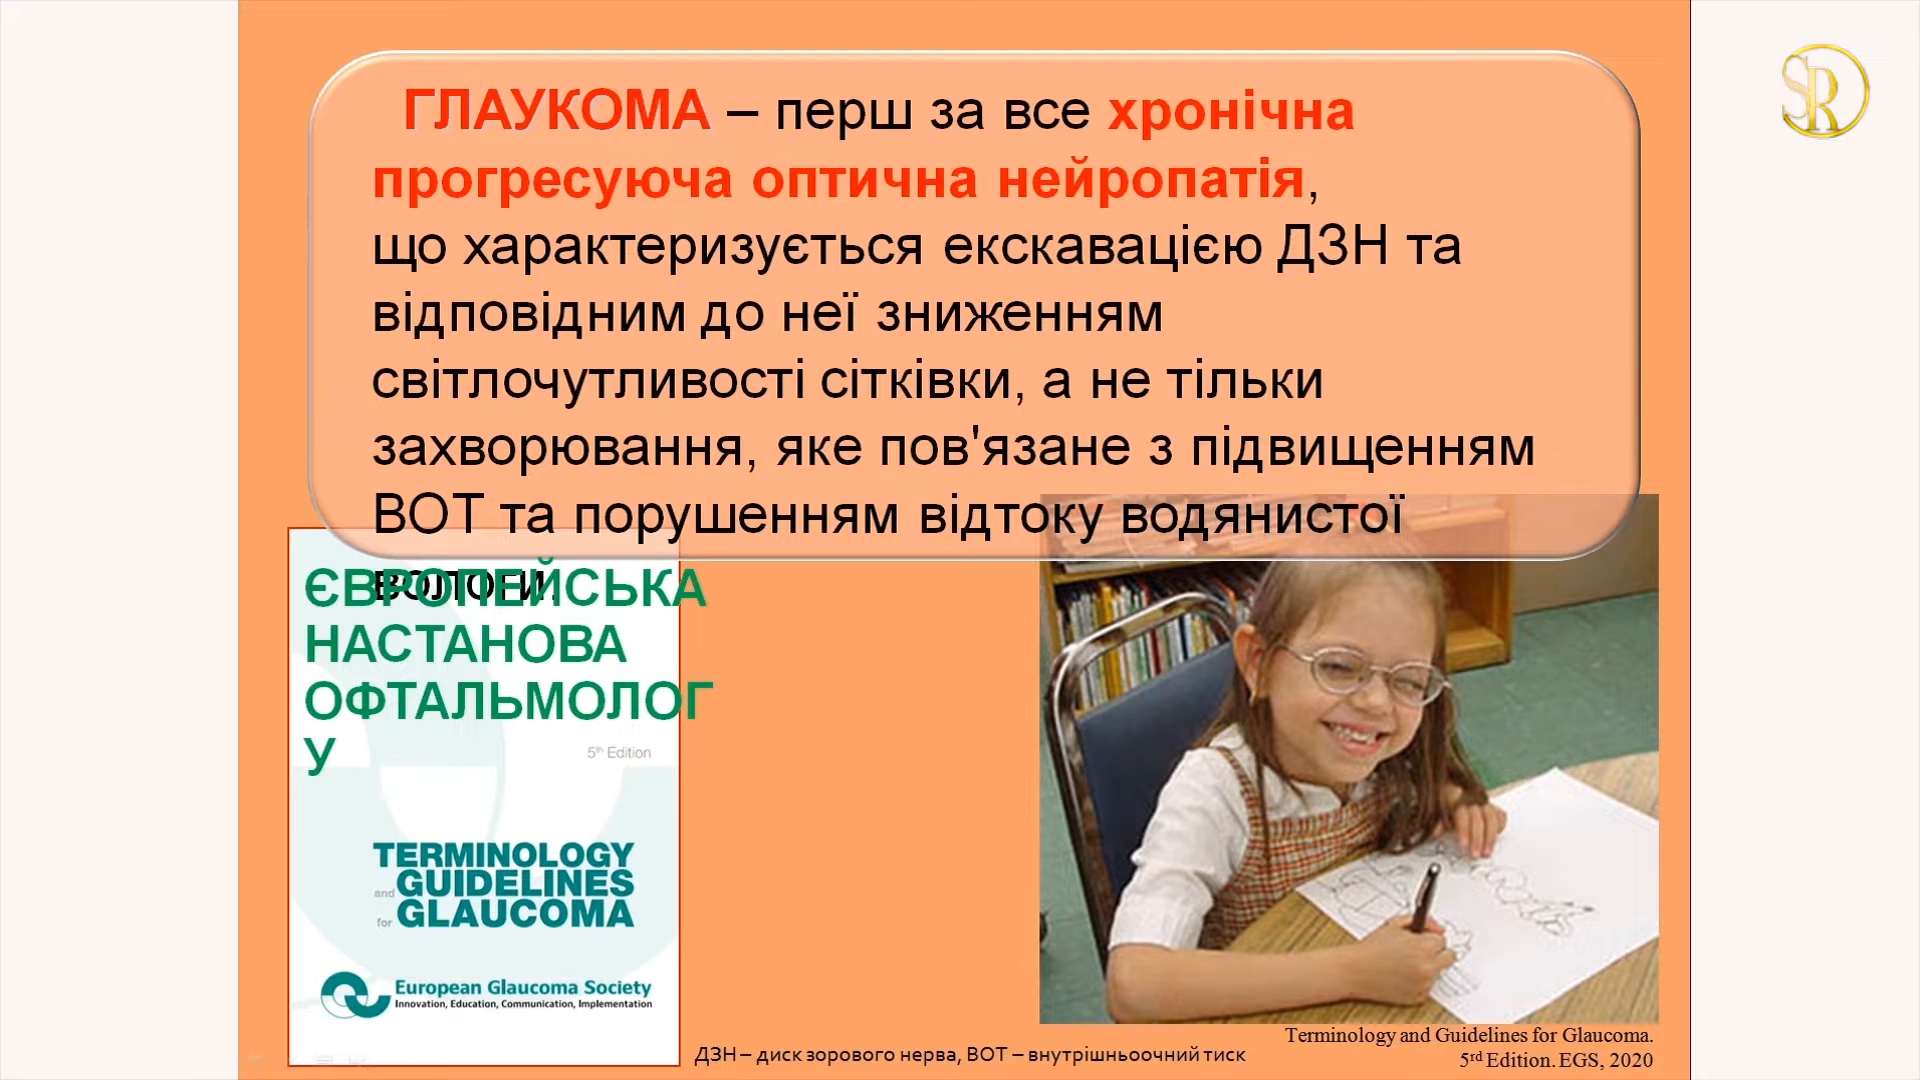 ГЛАУКОМА – перш за все хронічна
прогресуюча оптична нейропатія,
що характеризується екскавацією ДЗН та
відповідним до неї зниженням
світлочутливості сітківки, а не тільки
захворювання, яке пов'язане з підвищенням
ВОТ та порушенням відтоку водянистої
вологи.
ЄВРОПЕЙСЬКА
НАСТАНОВА
ОФТАЛЬМОЛОГ
У
5th Edition
TERMINOLOGY
and GUIDELINES
for GLAUCOMA
European Glaucoma Society
Innovation, Education, Communication, Implementation
ДЗН – диск зорового нерва, ВОТ – внутрішньоочний тиск
Terminology and Guidelines for Glaucoma.
5rd Edition. EGS, 2020
SR